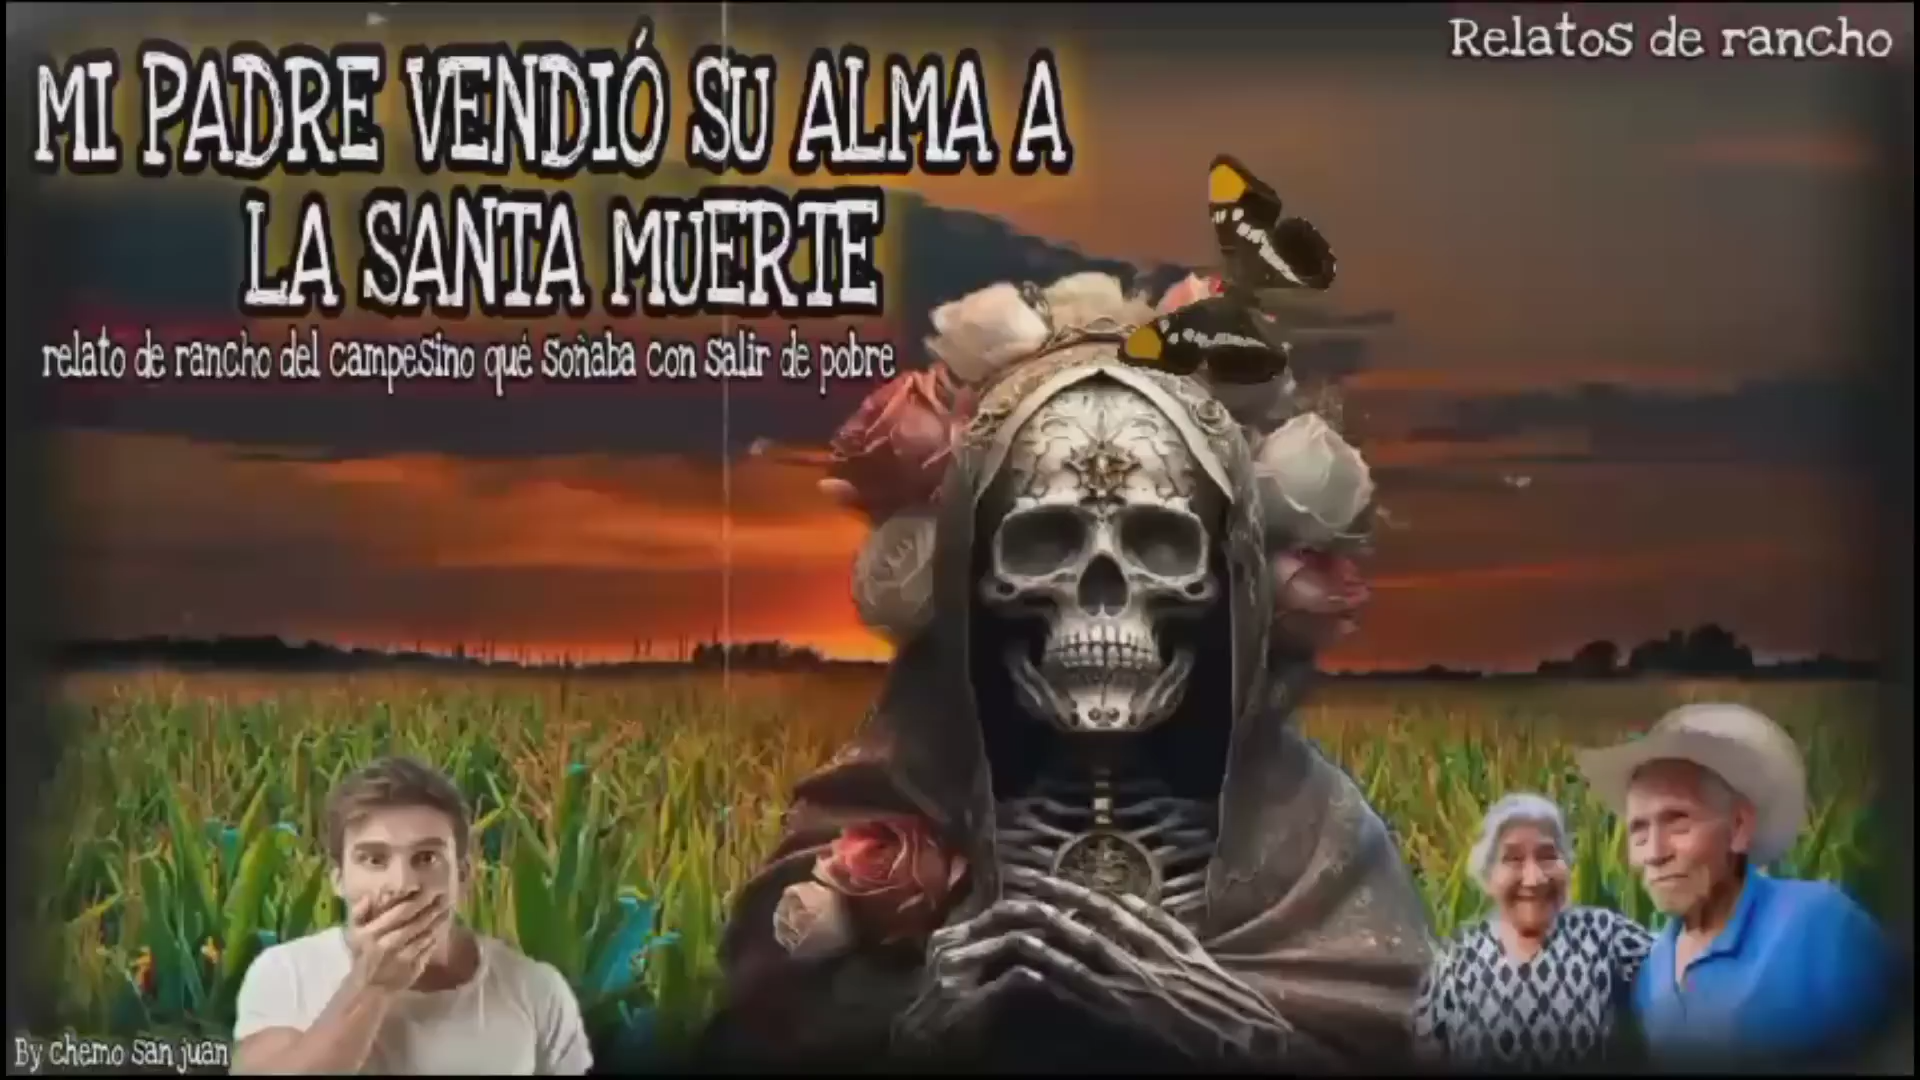 Relatos de rancho
MI PADRE VENDIÓ SU ALMA A
LA SANTA MUERTE
relato de rancho del campesino qué soñaba con salir de pobre
By chemo san juan